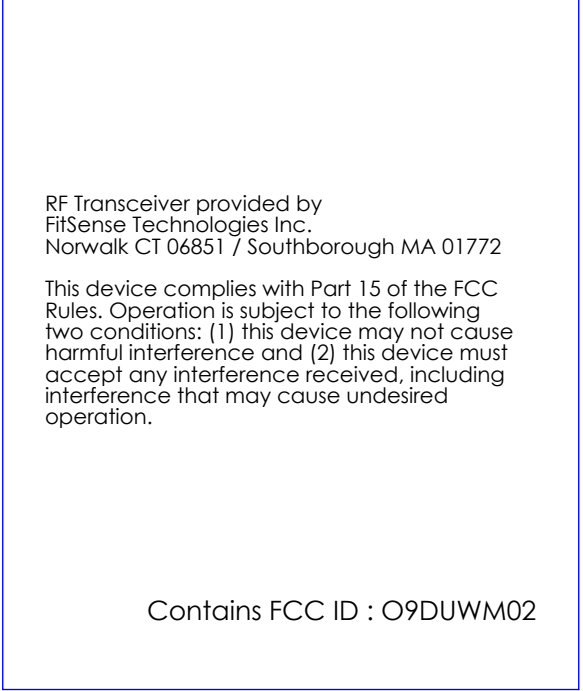 RF Transceiver provided by
FitSense Technologies Inc.
Norwalk CT 06851 / Southborough MA 01772
This device complies with Part 15 of the FCC
Rules. Operation is subject to the following
two conditions: (1) this device may not cause
harmful interference and (2) this device must
accept any interference received, including
interference that may cause undesired
operation.
Contains FCC ID : O9DUWM02